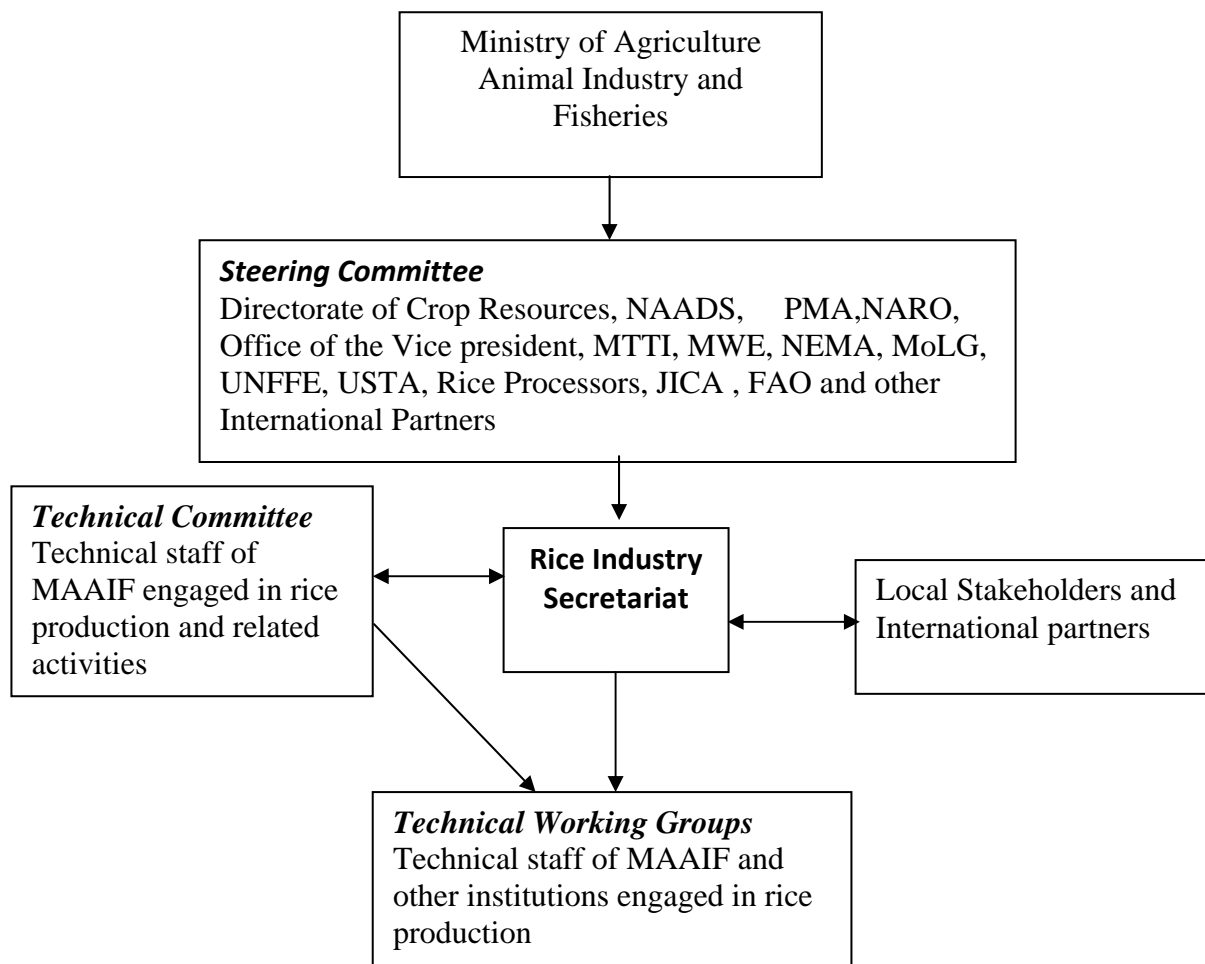 Ministry of Agriculture
Animal Industry and
Fisheries
Steering Committee
Directorate of Crop Resources, NAADS, PMA,NARO,
Office of the Vice president, MTTI, MWE, NEMA, MoLG,
UNFFE, USTA, Rice Processors, JICA , FAO and other
International Partners
Technical Committee
Technical staff of
MAAIF engaged in rice
production and related
activities
Rice Industry
Secretariat
Local Stakeholders and
International partners
Technical Working Groups
Technical staff of MAAIF and
other institutions engaged in rice
production